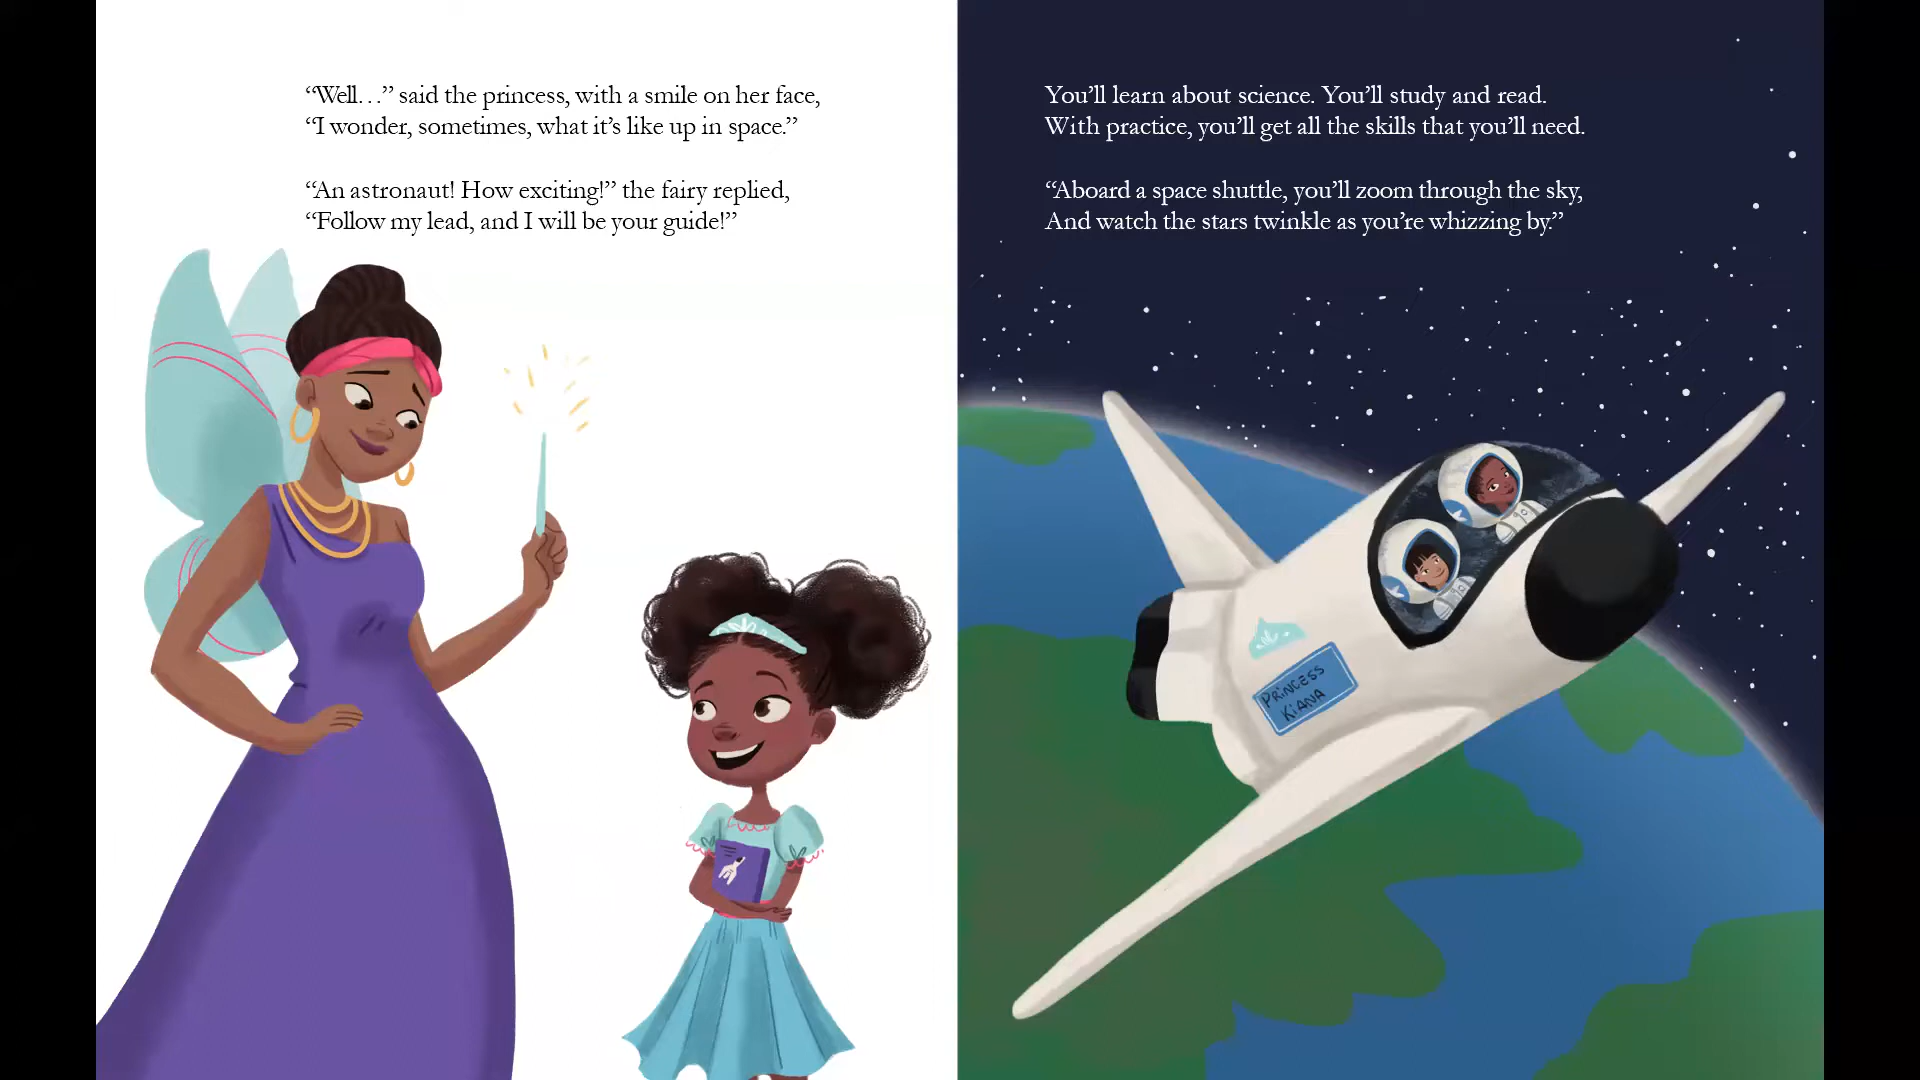 “Well…” said the princess, with a smile on her face,
“I wonder, sometimes, what it’s like up in space.”
“An astronaut! How exciting!” the fairy replied,
“Follow my lead, and I will be your guide!”
You’ll learn about science. You’ll study and read.
With practice, you’ll get all the skills that you’ll need.
“Aboard a space shuttle, you’ll zoom through the sky,
And watch the stars twinkle as you’re whizzing by.”
PRiNCESS
KiANA